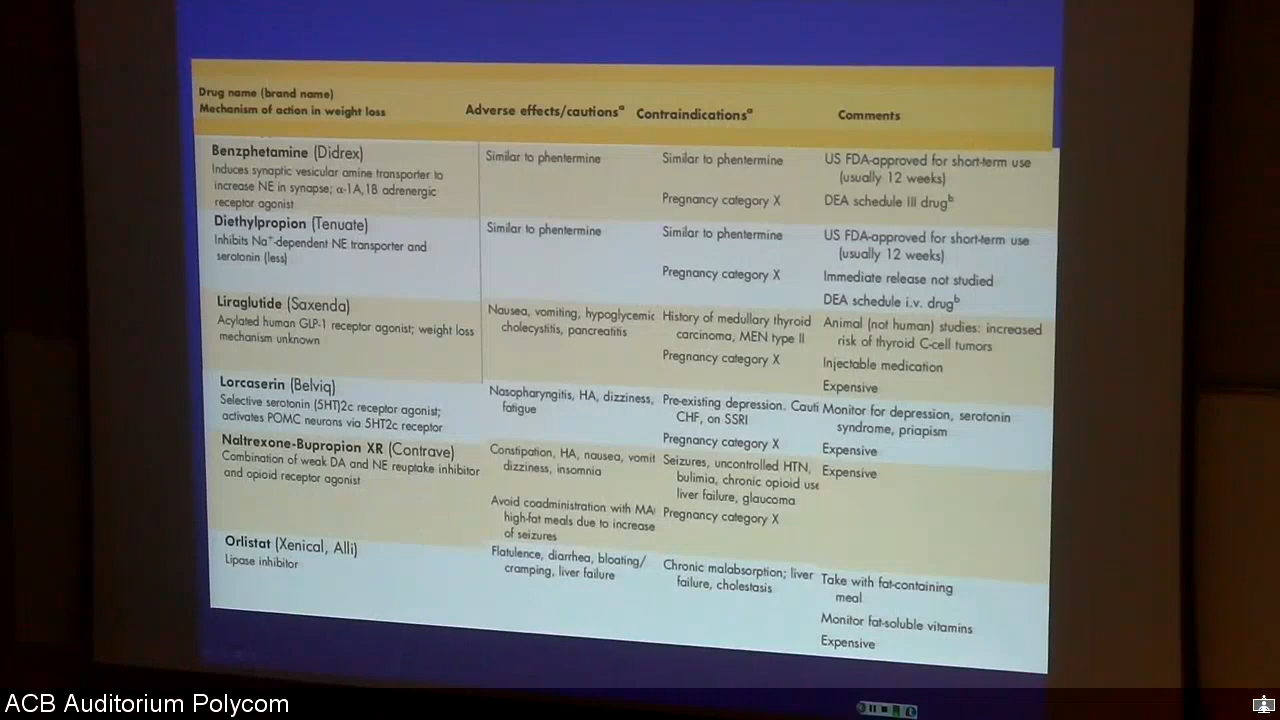 Drug name (brand name)
Mechanism of action in weight loss
Adverse effects/cautionsᵃ
Contraindicationsᵃ
Comments
Benzphetamine (Didrex)
Induces synaptic vesicular amine transporter to
increase NE in synapse; α-1A,1B adrenergic
receptor agonist
Similar to phentermine
Similar to phentermine
Pregnancy category X
US FDA-approved for short-term use
(usually 12 weeks)
DEA schedule III drugᵇ
Diethylpropion (Tenuate)
Inhibits Na⁺-dependent NE transporter and
serotonin (less)
Similar to phentermine
Similar to phentermine
Pregnancy category X
US FDA-approved for short-term use
(usually 12 weeks)
Immediate release not studied
DEA schedule i.v. drugᵇ
Liraglutide (Saxenda)
Acylated human GLP-1 receptor agonist; weight loss
mechanism unknown
Nausea, vomiting, hypoglycemic
cholecystitis, pancreatitis
History of medullary thyroid
carcinoma, MEN type II
Pregnancy category X
Animal (not human) studies: increased
risk of thyroid C-cell tumors
Injectable medication
Expensive
Lorcaserin (Belviq)
Selective serotonin (5HT)2c receptor agonist;
activates POMC neurons via 5HT2c receptor
Nasopharyngitis, HA, dizziness,
fatigue
Pre-existing depression. Cauti
CHF, on SSRI
Pregnancy category X
Monitor for depression, serotonin
syndrome, priapism
Expensive
Naltrexone-Bupropion XR (Contrave)
Combination of weak DA and NE reuptake inhibitor
and opioid receptor agonist
Constipation, HA, nausea, vomit
dizziness, insomnia
Avoid coadministration with MA
high-fat meals due to increase
of seizures
Seizures, uncontrolled HTN,
bulimia, chronic opioid use
liver failure, glaucoma
Pregnancy category X
Expensive
Orlistat (Xenical, Alli)
Lipase inhibitor
Flatulence, diarrhea, bloating/
cramping, liver failure
Chronic malabsorption; liver
failure, cholestasis
Take with fat-containing
meal
Monitor fat-soluble vitamins
Expensive
ACB Auditorium Polycom